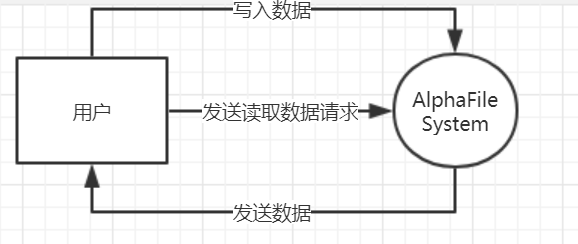 写入数据
用户
发送读取数据请求
AlphaFile
System
发送数据